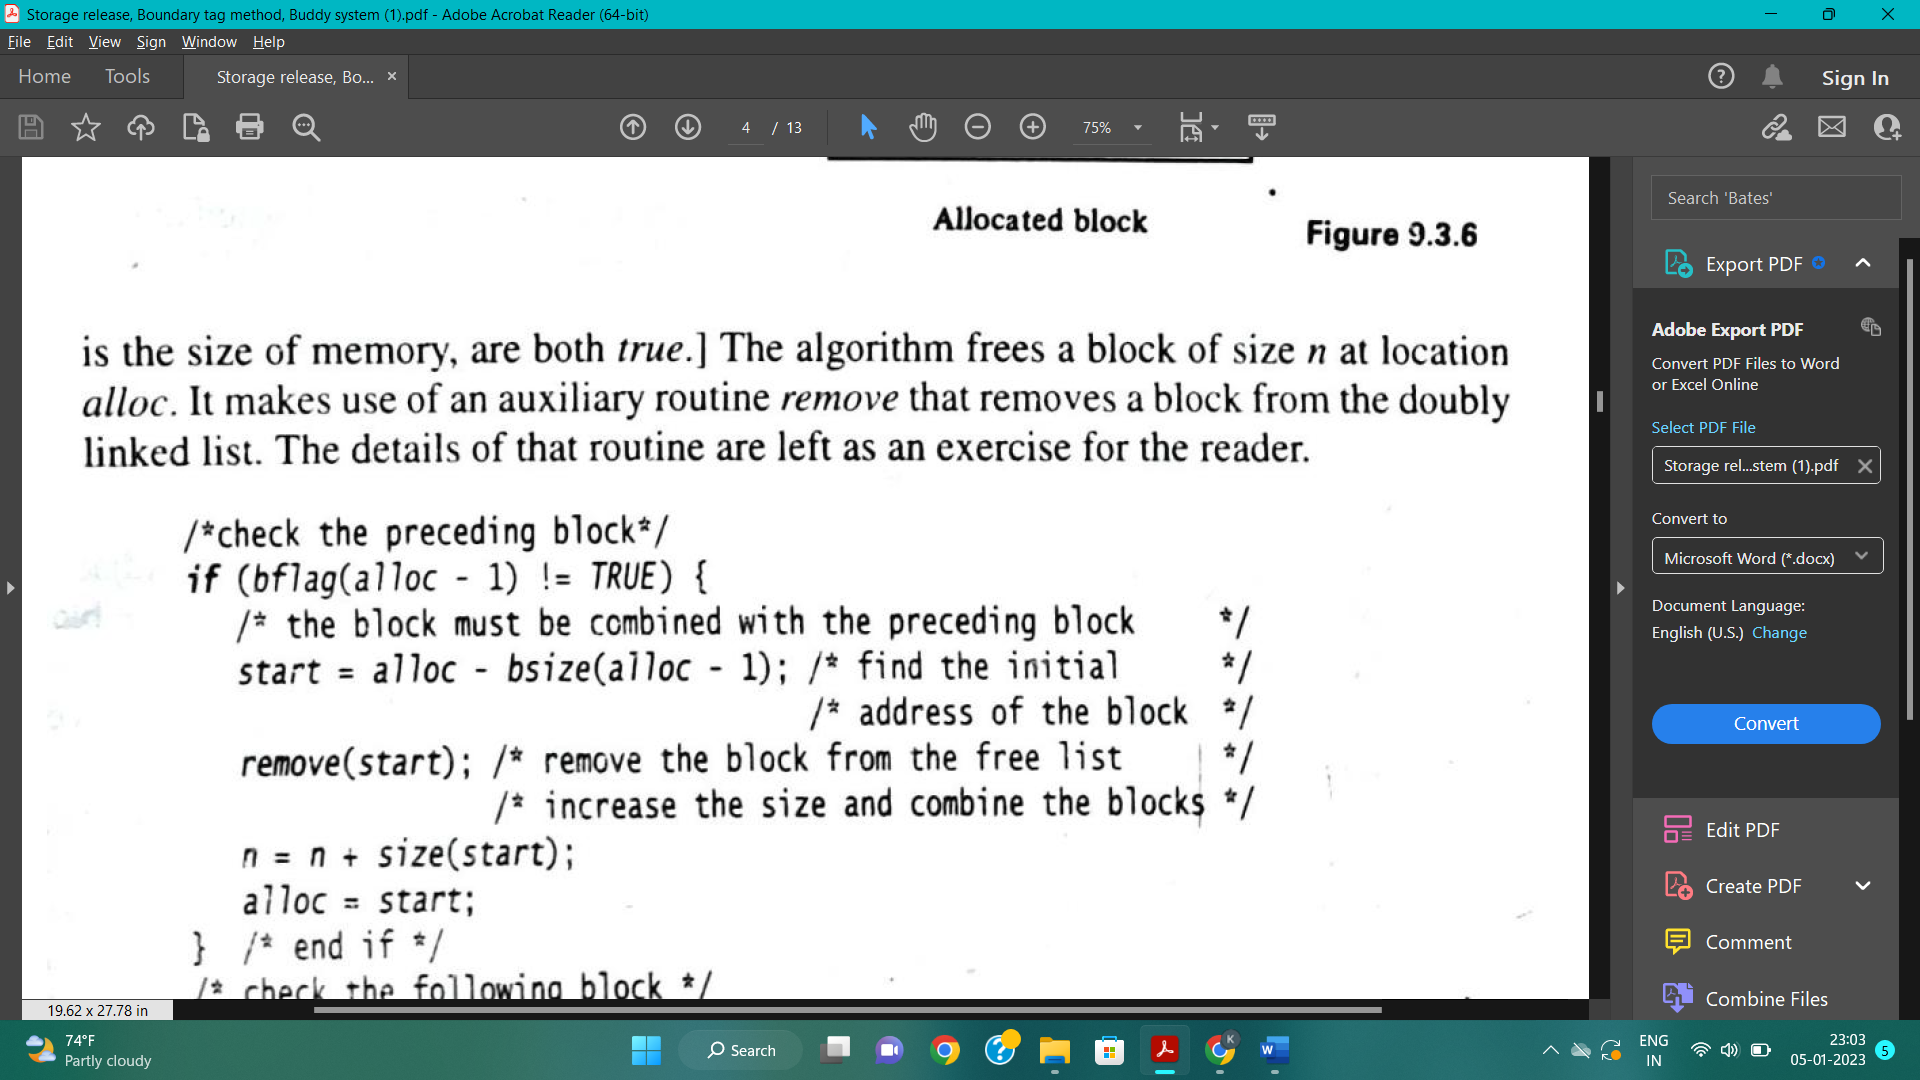 Storage release, Boundary tag method, Buddy system (1).pdf - Adobe Acrobat Reader (64-bit)
File Edit View Sign Window Help
Home Tools Storage release, Bo... ×
Sign In
4 / 13
75%
Allocated block
Figure 9.3.6
is the size of memory, are both true.] The algorithm frees a block of size n at location
alloc. It makes use of an auxiliary routine remove that removes a block from the doubly
linked list. The details of that routine are left as an exercise for the reader.
/*check the preceding block*/
if (bflag(alloc - 1) != TRUE) {
/* the block must be combined with the preceding block */
start = alloc - bsize(alloc - 1); /* find the initial */
/* address of the block */
remove(start); /* remove the block from the free list */
/* increase the size and combine the blocks */
n = n + size(start);
alloc = start;
} /* end if */
/* check the following block */
19.62 x 27.78 in
Search 'Bates'
Export PDF
Adobe Export PDF
Convert PDF Files to Word
or Excel Online
Select PDF File
Storage rel...stem (1).pdf
Convert to
Microsoft Word (*.docx)
Document Language:
English (U.S.) Change
Convert
Edit PDF
Create PDF
Comment
Combine Files
74°F
Partly cloudy
Search
K
W
ENG
IN
23:03
05-01-2023
5